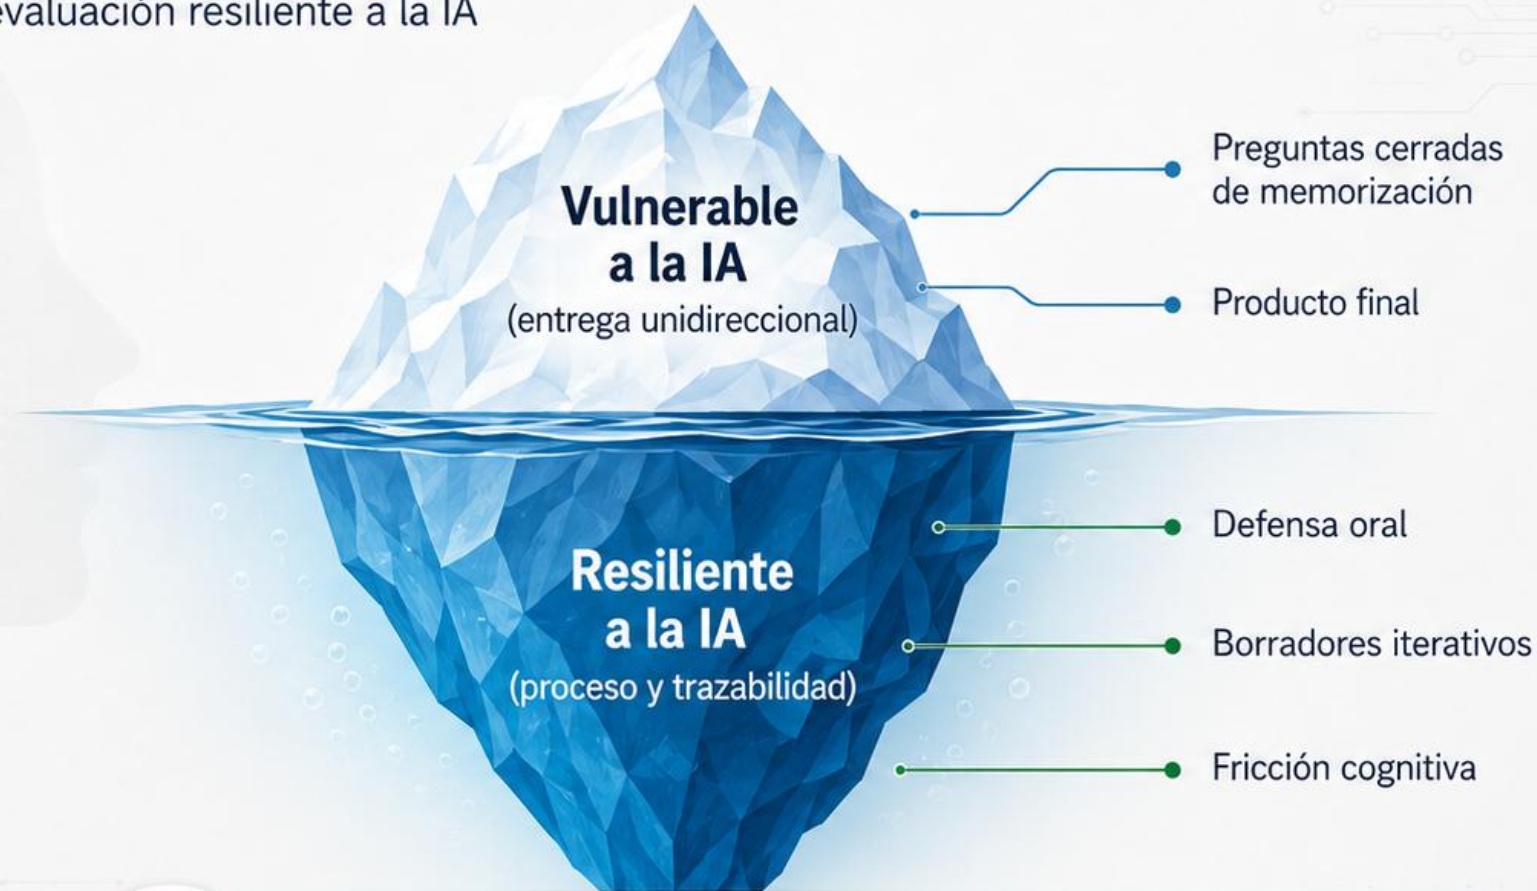 evaluación resiliente a la IA
Vulnerable
a la IA
(entrega unidireccional)
Preguntas cerradas
de memorización
Producto final
Resiliente
a la IA
(proceso y trazabilidad)
Defensa oral
Borradores iterativos
Fricción cognitiva